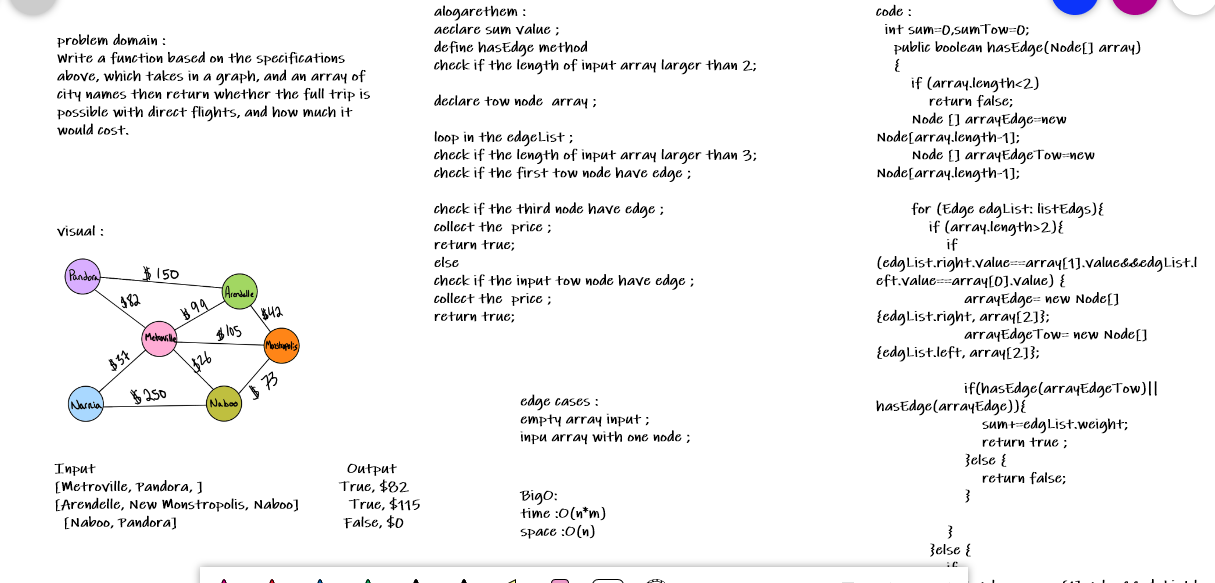 problem domain :
Write a function based on the specifications
above, which takes in a graph, and an array of
city names then return whether the full trip is
possible with direct flights, and how much it
would cost.
visual :
Pandora
$ 150
Arendelle
$82
$99
$42
Metroville
$105
Monstropolis
$37
$26
$ 73
Narnia
$250
Naboo
Input
Output
[Metroville, Pandora, ]
True, $82
[Arendelle, New Monstropolis, Naboo]
True, $115
[Naboo, Pandora]
False, $0
alogarethem :
aeclare sum value ;
define hasEdge method
check if the length of input array larger than 2;
declare tow node array ;
loop in the edgeList ;
check if the length of input array larger than 3;
check if the first tow node have edge ;
check if the third node have edge ;
collect the price ;
return true;
else
check if the input tow node have edge ;
collect the price ;
return true;
edge cases :
empty array input ;
inpu array with one node ;
BigO:
time :O(n*m)
space :O(n)
code :
int sum=0,sumTow=0;
public boolean hasEdge(Node[] array)
{
if (array.length<2)
return false;
Node [] arrayEdge=new
Node[array.length-1];
Node [] arrayEdgeTow=new
Node[array.length-1];
for (Edge edgList: listEdgs){
if (array.length>2){
if
(edgList.right.value==array[1].value&&edgList.l
eft.value==array[0].value) {
arrayEdge= new Node[]
{edgList.right, array[2]};
arrayEdgeTow= new Node[]
{edgList.left, array[2]};
if(hasEdge(arrayEdgeTow)||
hasEdge(arrayEdge)){
sum+=edgList.weight;
return true ;
}else {
return false;
}
}
}else {
if